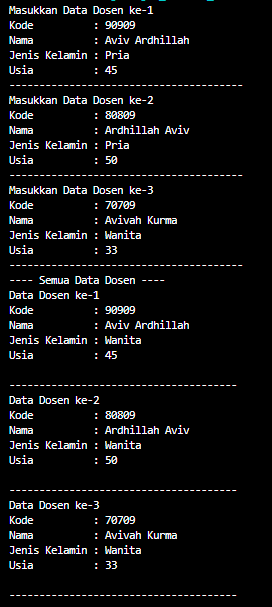 Masukkan Data Dosen ke-1
Kode          : 90909
Nama          : Aviv Ardhillah
Jenis Kelamin : Pria
Usia          : 45
---------------------------------------
Masukkan Data Dosen ke-2
Kode          : 80809
Nama          : Ardhillah Aviv
Jenis Kelamin : Pria
Usia          : 50
---------------------------------------
Masukkan Data Dosen ke-3
Kode          : 70709
Nama          : Avivah Kurma
Jenis Kelamin : Wanita
Usia          : 33
---------------------------------------
---- Semua Data Dosen ----
Data Dosen ke-1
Kode          : 90909
Nama          : Aviv Ardhillah
Jenis Kelamin : Wanita
Usia          : 45
--------------------------------------
Data Dosen ke-2
Kode          : 80809
Nama          : Ardhillah Aviv
Jenis Kelamin : Wanita
Usia          : 50
--------------------------------------
Data Dosen ke-3
Kode          : 70709
Nama          : Avivah Kurma
Jenis Kelamin : Wanita
Usia          : 33
--------------------------------------